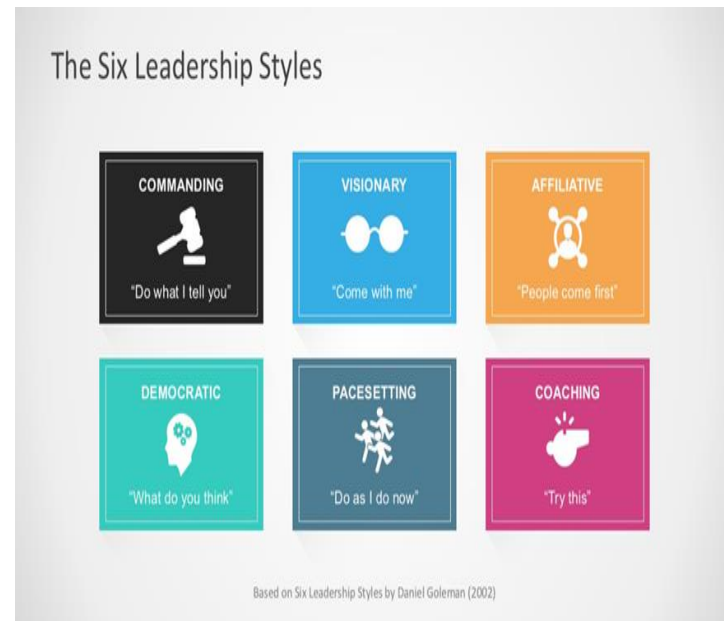 The Six Leadership Styles
COMMANDING
"Do what I tell you"
VISIONARY
"Come with me"
AFFILIATIVE
"People come first"
DEMOCRATIC
"What do you think"
PACESETTING
"Do as I do now"
COACHING
"Try this"
Based on Six Leadership Styles by Daniel Goleman (2002)